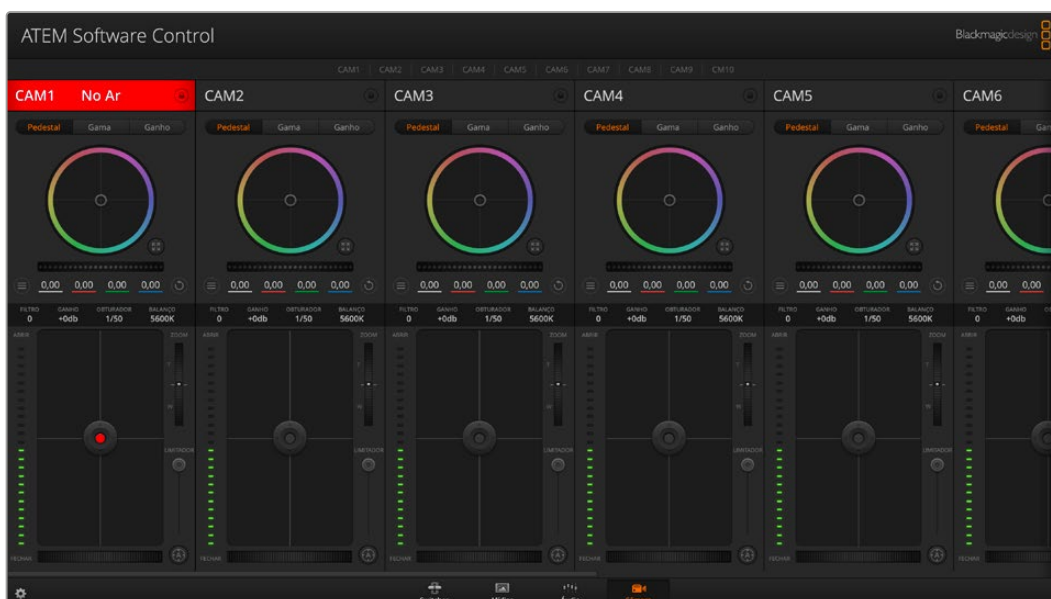 ATEM Software Control
Blackmagicdesign
CAM1 CAM2 CAM3 CAM4 CAM5 CAM6 CAM7 CAM8 CAM9 CM10
CAM1 No Ar CAM2 CAM3 CAM4 CAM5 CAM6
Pedestal Gama Ganho Pedestal Gama Ganho Pedestal Gama Ganho Pedestal Gama Ganho Pedestal Gama Ganho Pedestal
0,00 0,00 0,00 0,00 0,00 0,00 0,00 0,00 0,00 0,00 0,00 0,00 0,00 0,00 0,00 0,00 0,00 0,00 0,00 0,00 0,00 0,00
FILTRO GANHO OBTURADOR BALANÇO FILTRO GANHO OBTURADOR BALANÇO FILTRO GANHO OBTURADOR BALANÇO FILTRO GANHO OBTURADOR BALANÇO FILTRO GANHO OBTURADOR BALANÇO FILTRO GANHO
0 +0db 1/50 5600K 0 +0db 1/50 5600K 0 +0db 1/50 5600K 0 +0db 1/50 5600K 0 +0db 1/50 5600K 0 +0db
ABRIR ZOOM ABRIR ZOOM ABRIR ZOOM ABRIR ZOOM ABRIR ZOOM ABRIR
T T T T T
W W W W W
LIMITADOR LIMITADOR LIMITADOR LIMITADOR LIMITADOR
FECHAR FECHAR FECHAR FECHAR FECHAR FECHAR